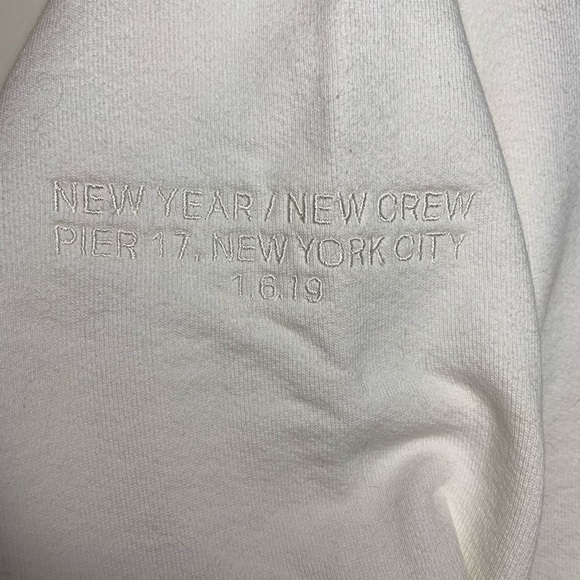 NEW YEAR / NEW CREW
PIER 17, NEW YORK CITY
1.6.19